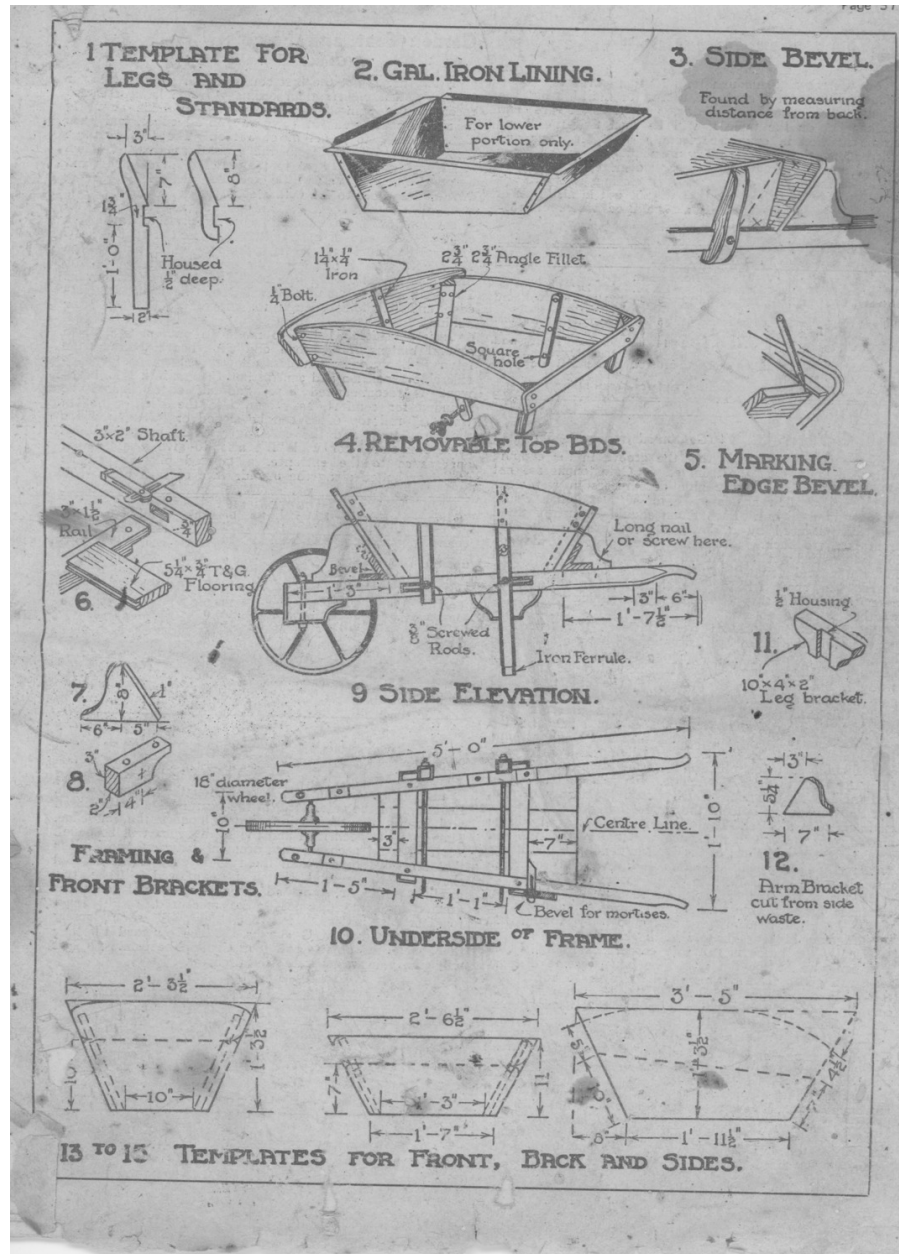 Page 37
1 TEMPLATE FOR
LEGS AND
STANDARDS.
3"
7"
8"
1'-0"
2"
Housed
½" deep.
2. GAL. IRON LINING.
For lower
portion only.
3. SIDE BEVEL.
Found by measuring
distance from back.
1¼"×¼"
Iron
2¾" 2¾" Angle Fillet
¼" Bolt.
Square
hole
4. REMOVABLE TOP BDS.
5. MARKING
EDGE BEVEL.
3"×2" Shaft.
3"×1½"
Rail
¾"
5¼"×¾" T&G.
Flooring
6.
Long nail
or screw here.
Bevel
1'-3"
3"
6"
1'-7½"
⅜" Screwed
Rods.
Iron Ferrule.
9 SIDE ELEVATION.
½" Housing.
11.
10"×4"×2"
Leg bracket.
7.
8"
1"
6"
5"
8.
3"
2"
4"
FRAMING &
FRONT BRACKETS.
5'-0"
18" diameter
wheel.
10"
3"
7"
Centre Line.
1'-10"
1'-5"
1'-1"
Bevel for mortises.
10. UNDERSIDE OF FRAME.
3"
5¼"
7"
12.
Arm Bracket
cut from side
waste.
2'-3½"
10"
1'-3½"
10"
2'-6½"
7"
11"
1'-3"
1'-7"
3'-5"
1'-3½"
4½"
7"
8"
1'-11½"
13 TO 15 TEMPLATES FOR FRONT, BACK AND SIDES.